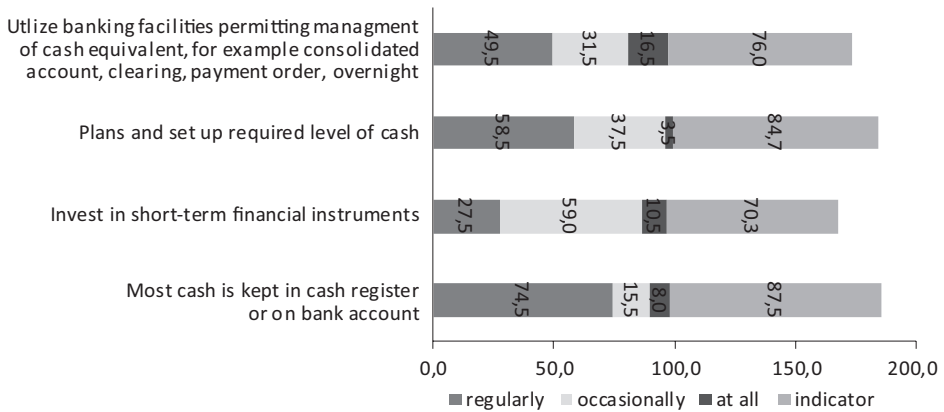 Utlize banking facilities permitting managment
of cash equivalent, for example consolidated
account, clearing, payment order, overnight
49,5 31,5 16,5 76,0
Plans and set up required level of cash
58,5 37,5 3,5 84,7
Invest in short-term financial instruments
27,5 59,0 10,5 70,3
Most cash is kept in cash register
or on bank account
74,5 15,5 8,0 87,5
0,0 50,0 100,0 150,0 200,0
regularly occasionally at all indicator